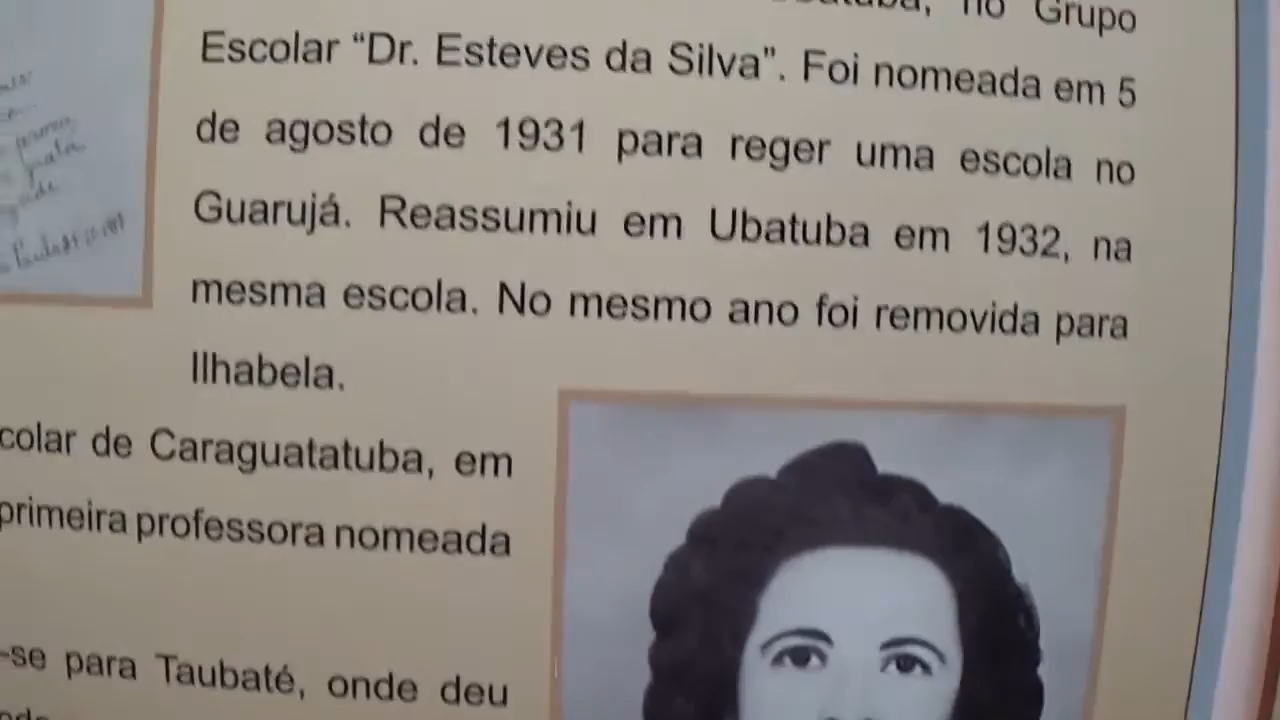 no Grupo
Escolar “Dr. Esteves da Silva”. Foi nomeada em 5
de agosto de 1931 para reger uma escola no
Guarujá. Reassumiu em Ubatuba em 1932, na
mesma escola. No mesmo ano foi removida para
Ilhabela.
colar de Caraguatatuba, em
primeira professora nomeada
-se para Taubaté, onde deu